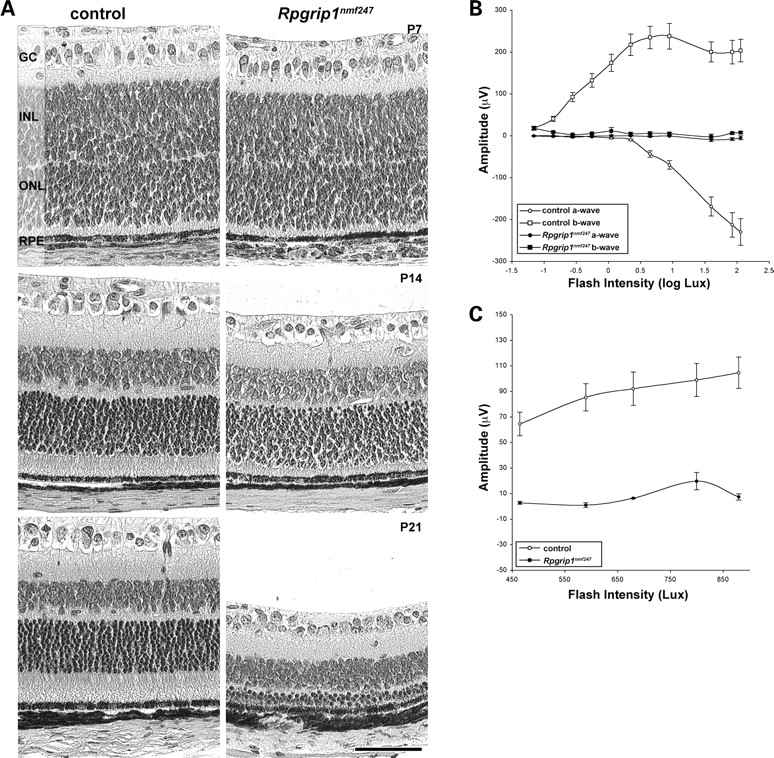 A
control
Rpgrip1nmf247
P7
GC
INL
ONL
RPE
P14
P21
B
Amplitude (µV)
300
200
100
0
-100
-200
-300
control a-wave
control b-wave
Rpgrip1nmf247 a-wave
Rpgrip1nmf247 b-wave
-1.5 -1 -0.5 0 0.5 1 1.5 2 2.5
Flash Intensity (log Lux)
C
Amplitude (µV)
150
130
110
90
70
50
30
10
-10
-30
-50
control
Rpgrip1nmf247
450 550 650 750 850
Flash Intensity (Lux)